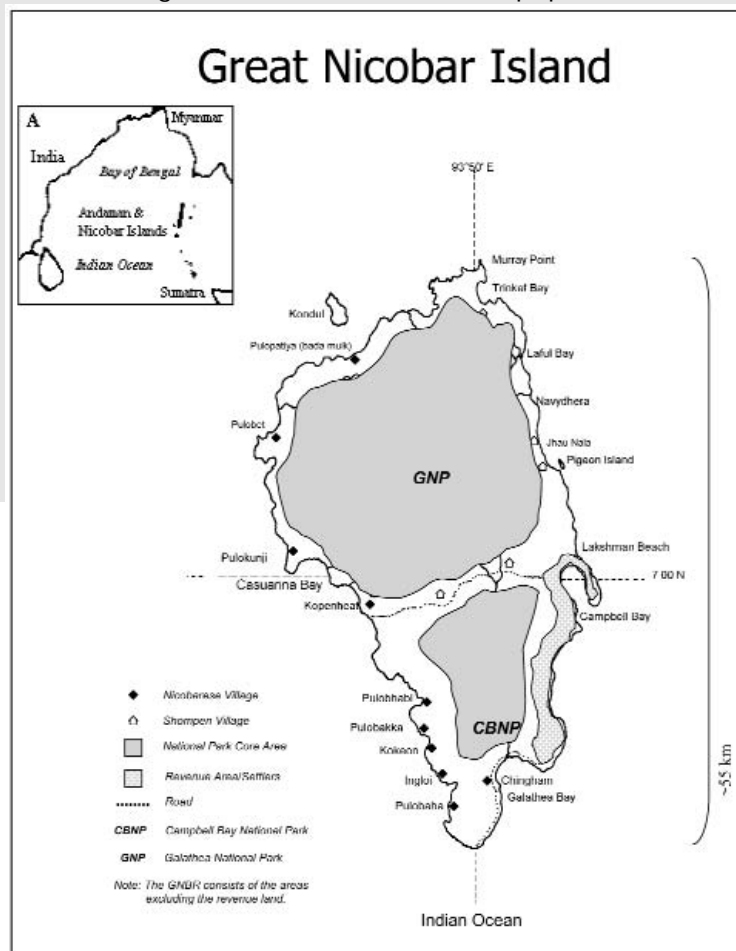 Great Nicobar Island
A
Myanmar
India
Bay of Bengal
Andaman &
Nicobar Islands
Indian Ocean
Sumatra
93°50' E
Murray Point
Trinket Bay
Kondul
Pulopatiya (bada mulk)
Laful Bay
Navydhera
Pulobet
Jhau Nala
Pigeon Island
GNP
Lakshman Beach
Pulokunji
Casuarina Bay
7 00 N
Kopenheat
Campbell Bay
Pulobhabi
Pulobakka
CBNP
Kokeon
Ingloi
Chingham
Galathea Bay
Pulobaha
~55 km
Nicobarese Village
Shompen Village
National Park Core Area
Revenue Area/Settlers
Road
CBNP Campbell Bay National Park
GNP Galathea National Park
Note: The GNBR consists of the areas
excluding the revenue land.
Indian Ocean